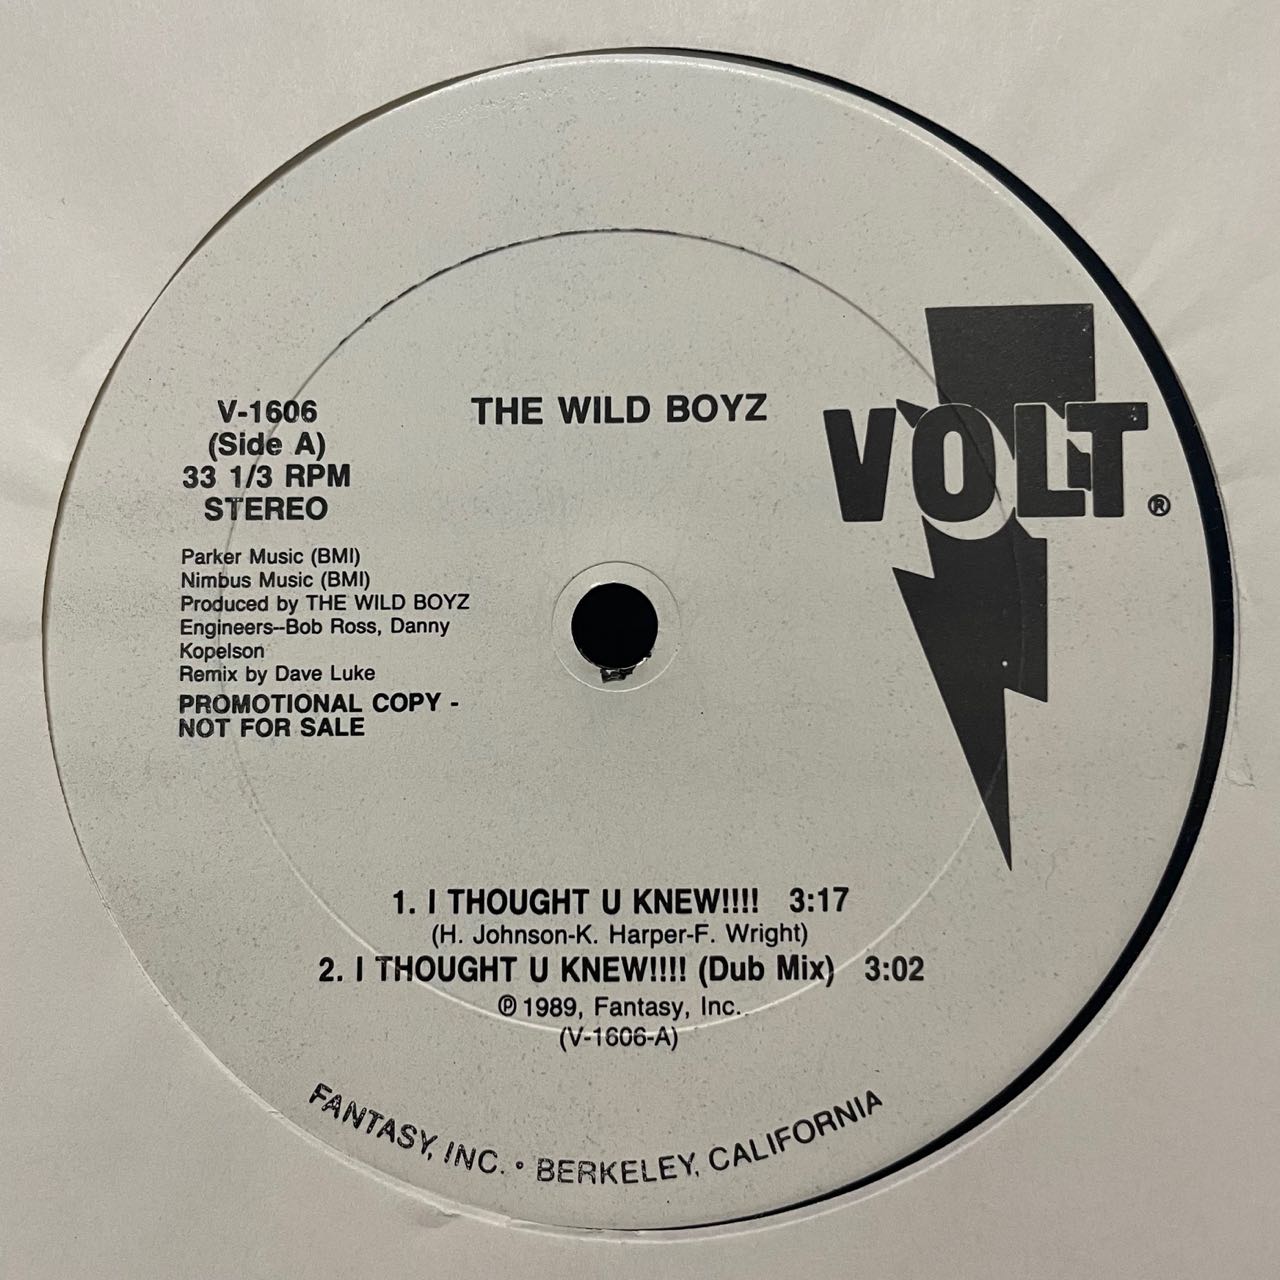 V-1606
(Side A)
33 1/3 RPM
STEREO
THE WILD BOYZ
VOLT®
Parker Music (BMI)
Nimbus Music (BMI)
Produced by THE WILD BOYZ
Engineers--Bob Ross, Danny
Kopelson
Remix by Dave Luke
PROMOTIONAL COPY -
NOT FOR SALE
1. I THOUGHT U KNEW!!!! 3:17
(H. Johnson-K. Harper-F. Wright)
2. I THOUGHT U KNEW!!!! (Dub Mix) 3:02
℗ 1989, Fantasy, Inc.
(V-1606-A)
FANTASY, INC. • BERKELEY, CALIFORNIA